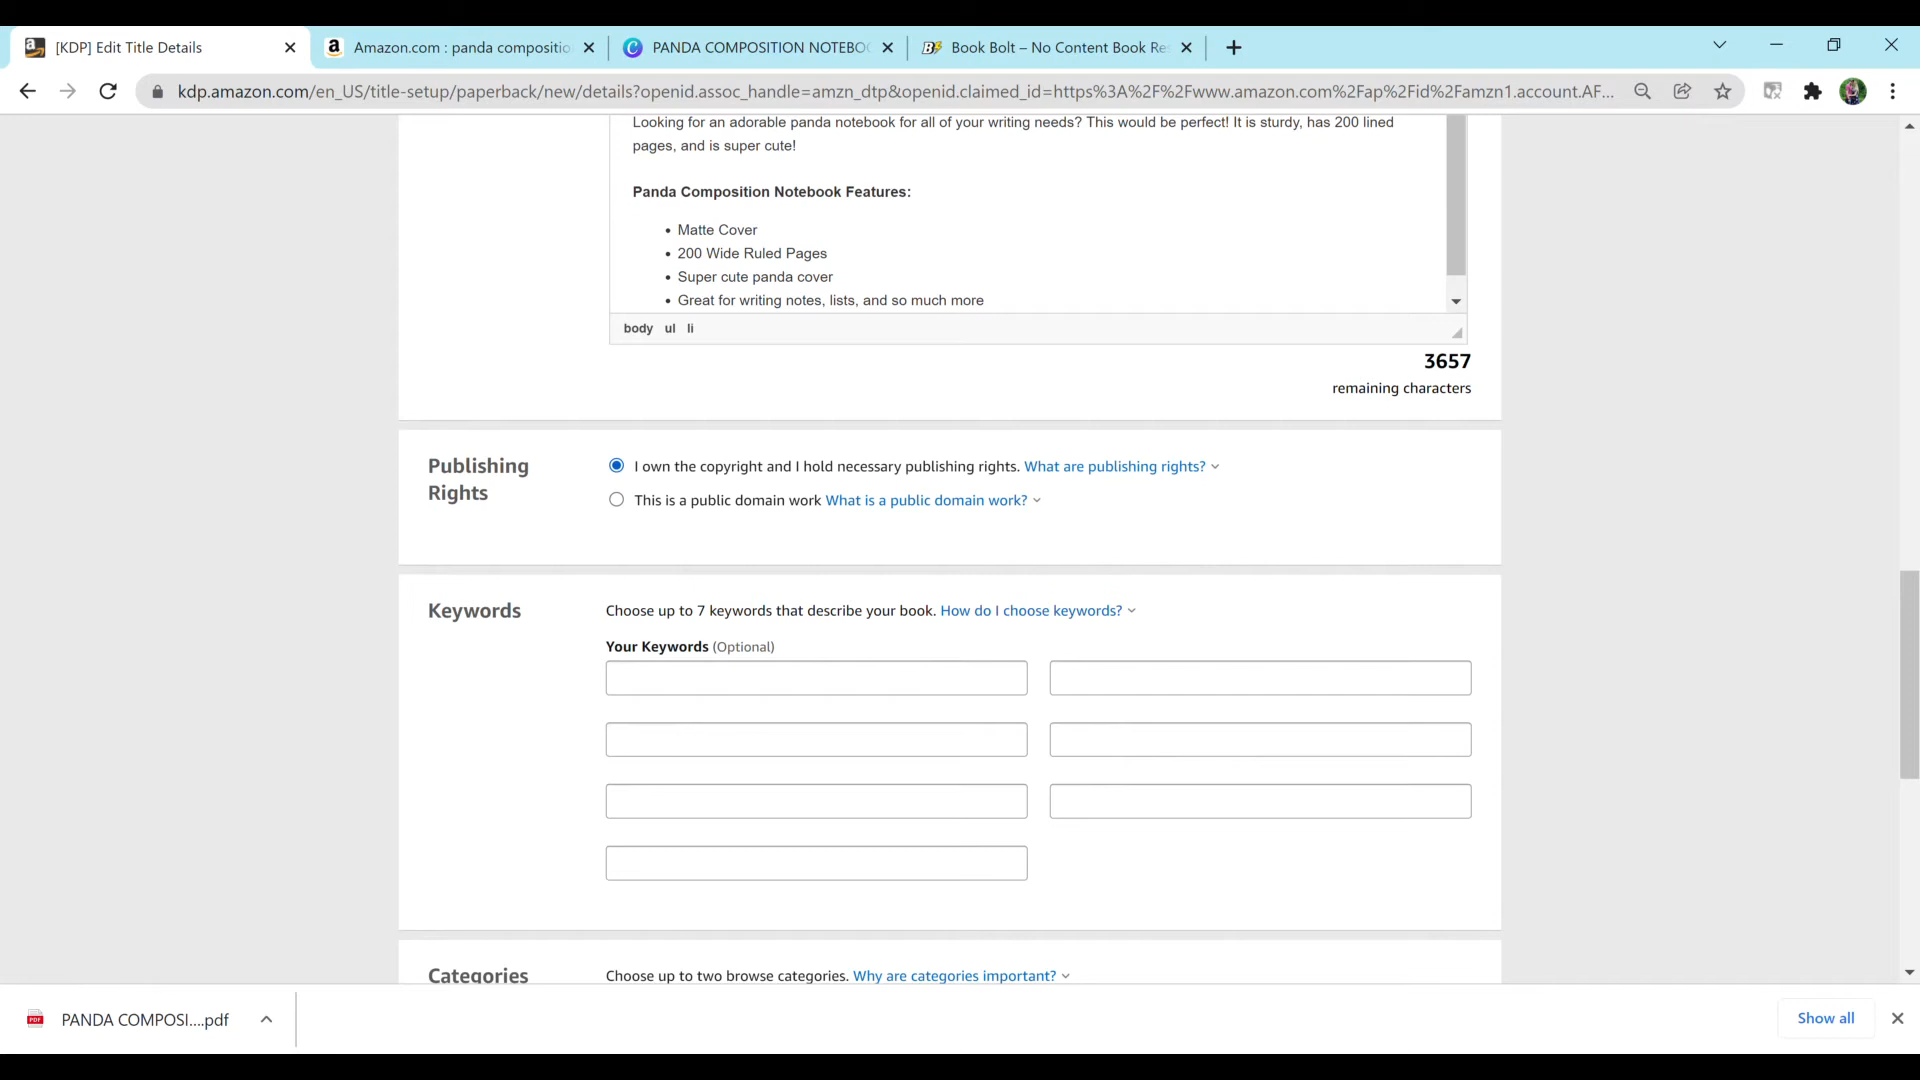 [KDP] Edit Title Details
Amazon.com : panda compositio
PANDA COMPOSITION NOTEBO
Book Bolt – No Content Book Re
kdp.amazon.com/en_US/title-setup/paperback/new/details?openid.assoc_handle=amzn_dtp&openid.claimed_id=https%3A%2F%2Fwww.amazon.com%2Fap%2Fid%2Famzn1.account.AF...
Looking for an adorable panda notebook for all of your writing needs? This would be perfect! It is sturdy, has 200 lined
pages, and is super cute!
Panda Composition Notebook Features:
• Matte Cover
• 200 Wide Ruled Pages
• Super cute panda cover
• Great for writing notes, lists, and so much more
body ul li
3657
remaining characters
Publishing
Rights
I own the copyright and I hold necessary publishing rights. What are publishing rights?
This is a public domain work What is a public domain work?
Keywords
Choose up to 7 keywords that describe your book. How do I choose keywords?
Your Keywords (Optional)
Categories
Choose up to two browse categories. Why are categories important?
PDF
PANDA COMPOSI....pdf
Show all